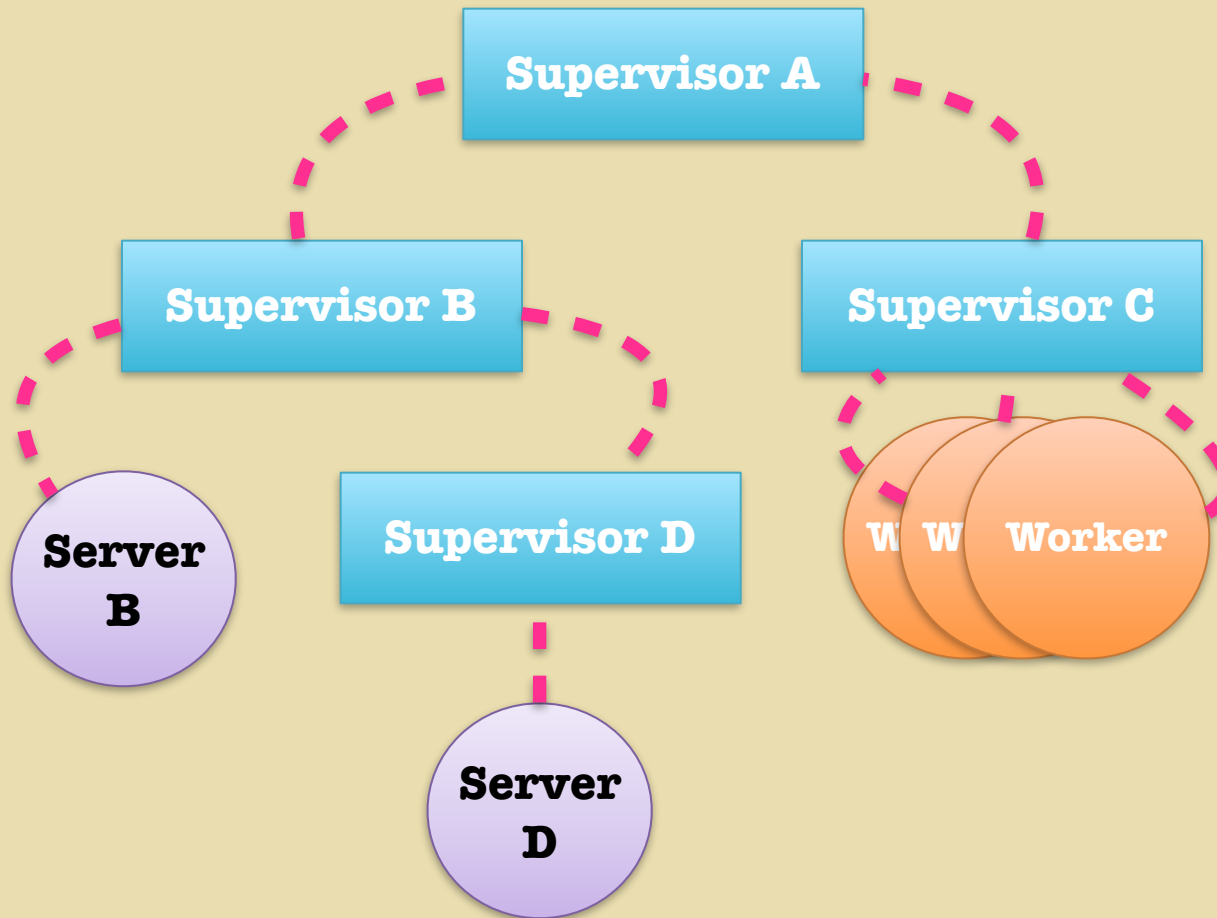 Supervisor A
Supervisor B
Supervisor C
Supervisor D
W
W
Worker
Server
B
Server
D